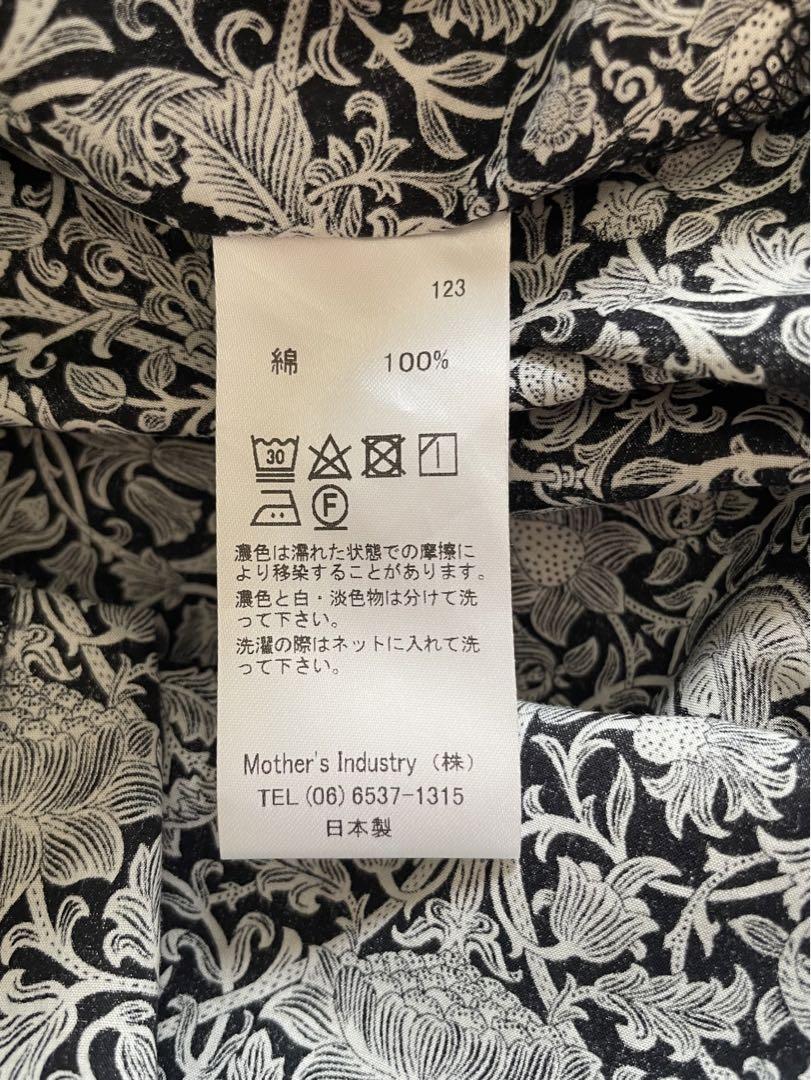 123
綿 100%
30
F
濃色は濡れた状態での摩擦に
より移染することがあります。
濃色と白・淡色物は分けて洗
って下さい。
洗濯の際はネットに入れて洗
って下さい。
Mother's Industry (株)
TEL(06)6537-1315
日本製